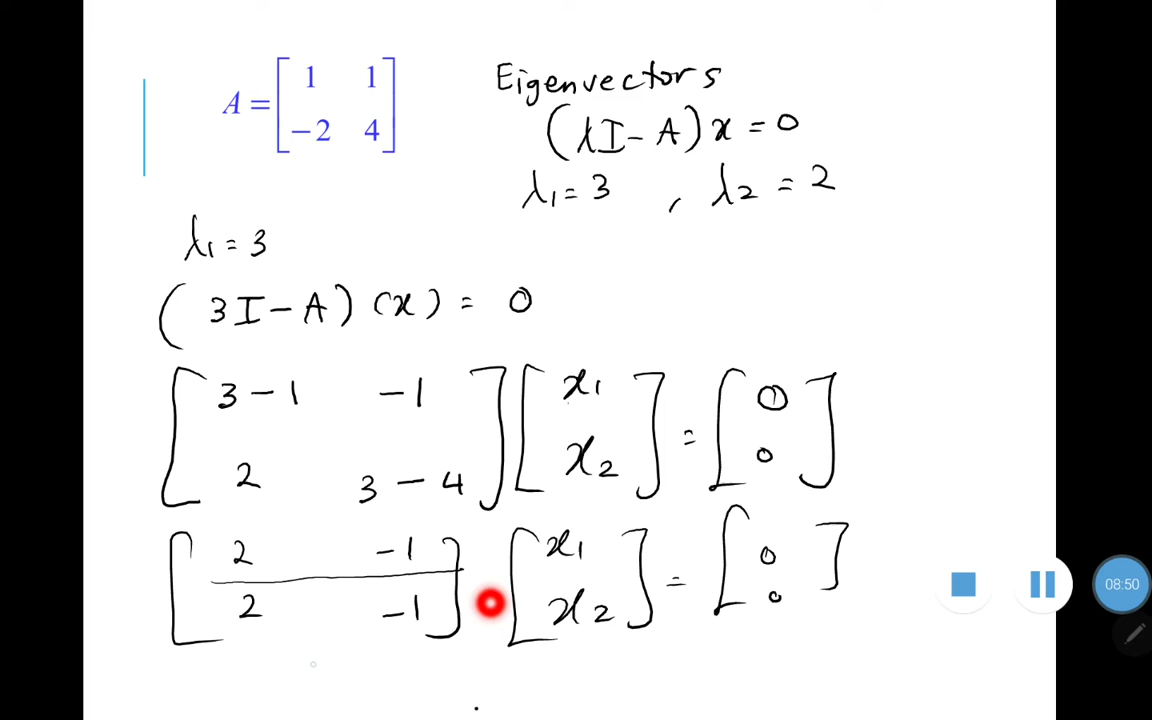 A = [ 1 1
-2 4 ]
Eigenvectors
(λI - A) x = 0
λ1 = 3 , λ2 = 2
λ1 = 3
( 3I - A) (x) = 0
[ 3 - 1 -1
2 3 - 4 ] [ x1
x2 ] = [ 0
0 ]
[ 2 -1
2 -1 ] [ x1
x2 ] = [ 0
0 ]
08:50